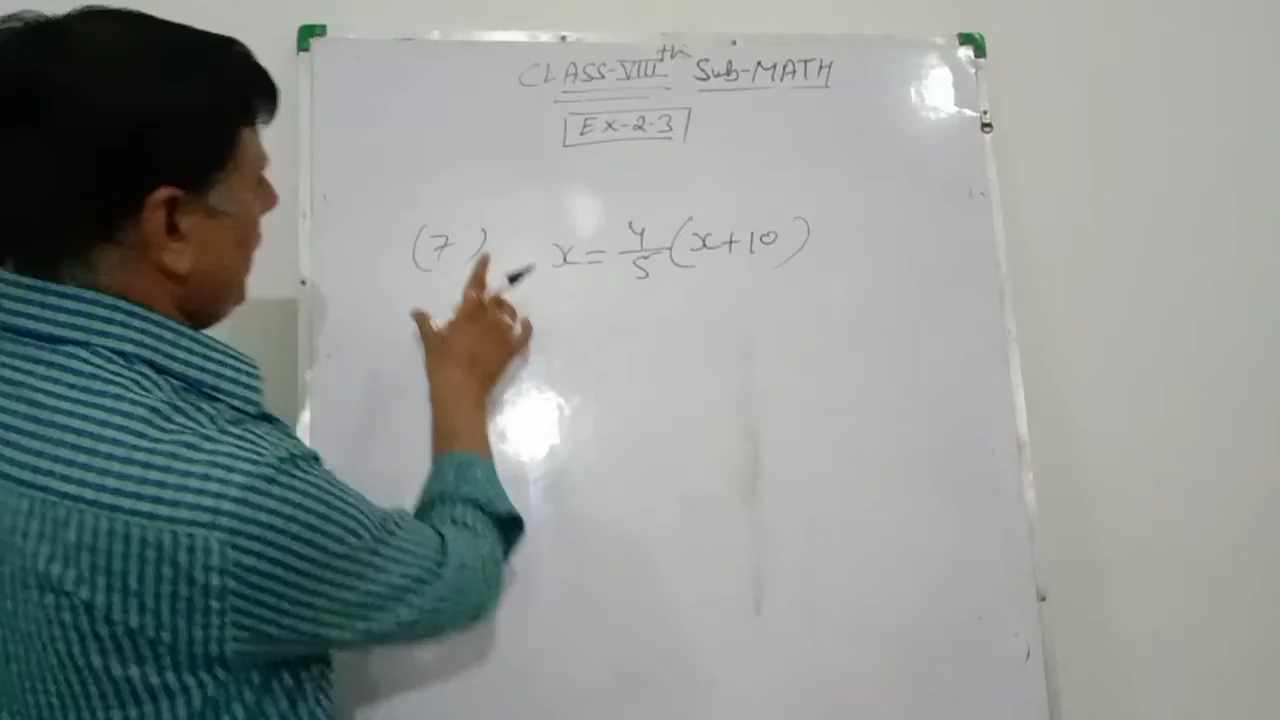 CLASS-VIIIth Sub-MATH
Ex-2.3
(7) x = 4/5 (x+10)